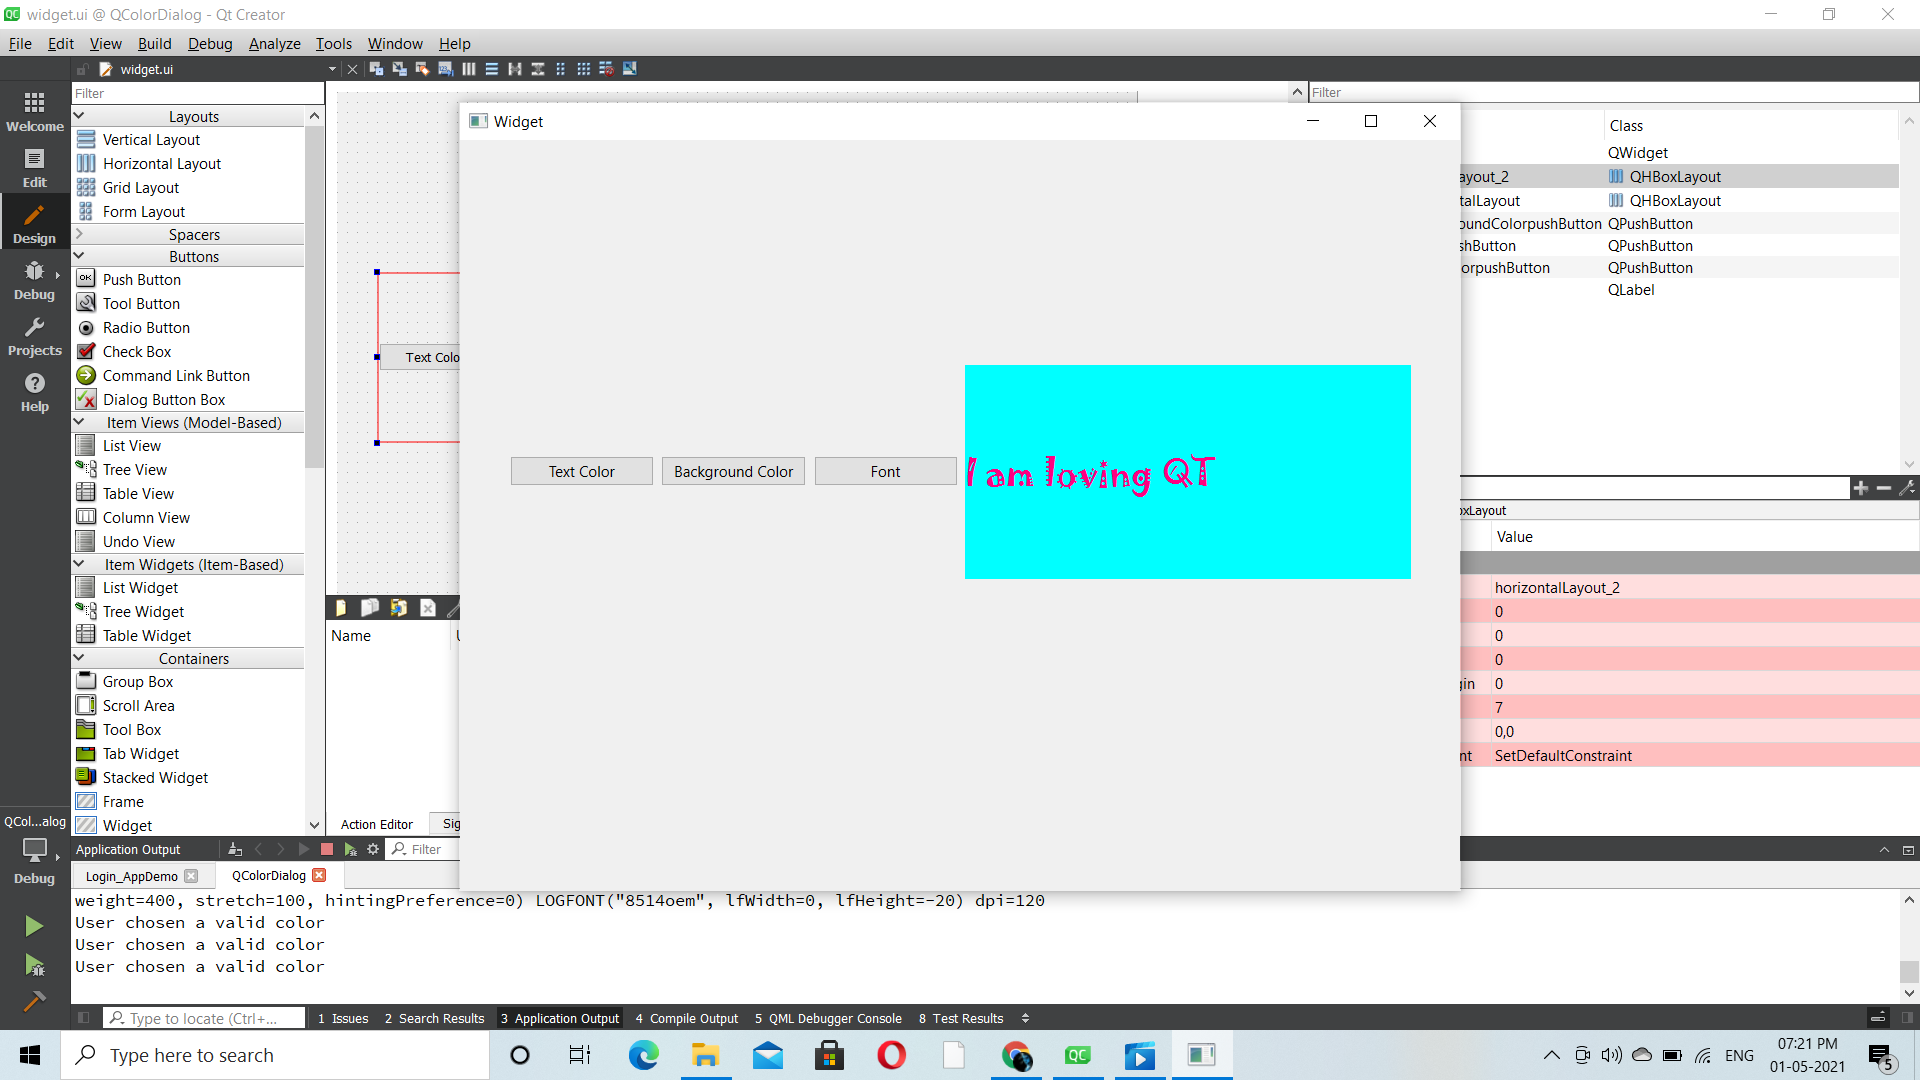 QC widget.ui @ QColorDialog - Qt Creator
File Edit View Build Debug Analyze Tools Window Help
widget.ui
Filter
Filter
Welcome
Edit
Design
Debug
Projects
Help
Layouts
Vertical Layout
Horizontal Layout
Grid Layout
Form Layout
Spacers
Buttons
OK Push Button
Tool Button
Radio Button
Check Box
Command Link Button
Dialog Button Box
Item Views (Model-Based)
List View
Tree View
Table View
Column View
Undo View
Item Widgets (Item-Based)
List Widget
Tree Widget
Table Widget
Containers
Group Box
Scroll Area
Tool Box
Tab Widget
Stacked Widget
Frame
Widget
Text Colo
Widget
Text Color Background Color Font
I am loving QT
Class
QWidget
ayout_2 QHBoxLayout
talLayout QHBoxLayout
oundColorpushButton QPushButton
shButton QPushButton
orpushButton QPushButton
QLabel
oxLayout
Value
horizontalLayout_2
0
0
0
gin 0
7
0,0
nt SetDefaultConstraint
Name
Action Editor Sig
QCol...alog
Debug
Application Output Filter
Login_AppDemo QColorDialog
weight=400, stretch=100, hintingPreference=0) LOGFONT("8514oem", lfWidth=0, lfHeight=-20) dpi=120
User chosen a valid color
User chosen a valid color
User chosen a valid color
Type to locate (Ctrl+... 1 Issues 2 Search Results 3 Application Output 4 Compile Output 5 QML Debugger Console 8 Test Results
Type here to search
QC
ENG
07:21 PM
01-05-2021
5